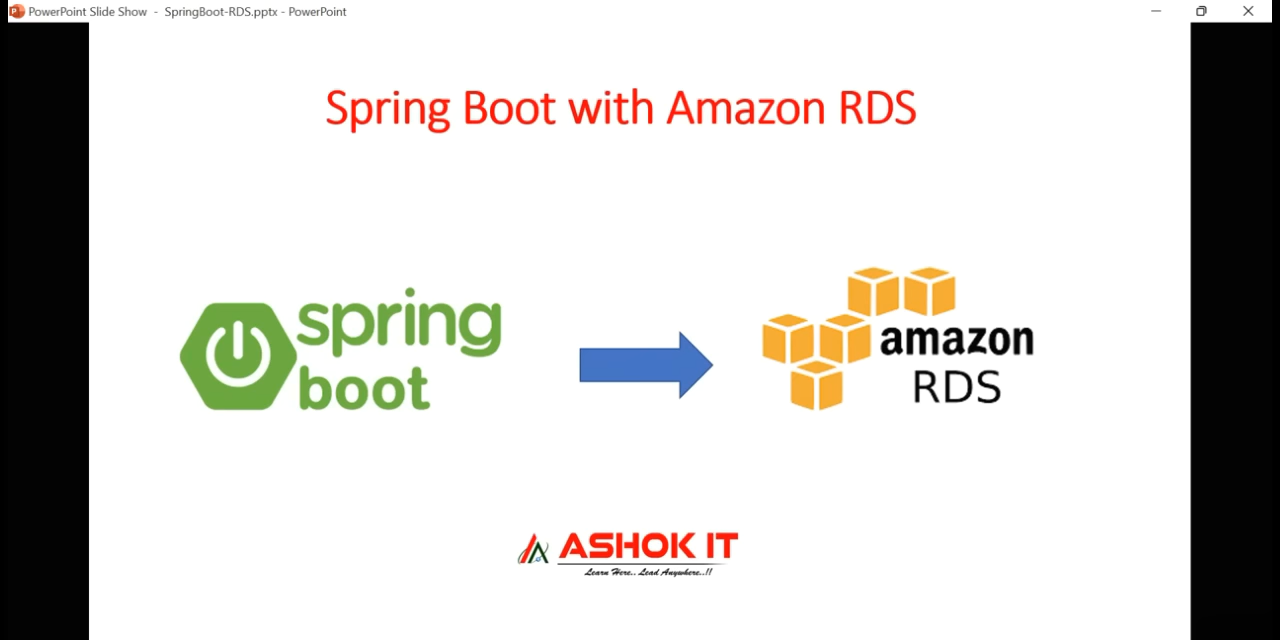 PowerPoint Slide Show - SpringBoot-RDS.pptx - PowerPoint
Spring Boot with Amazon RDS
spring
boot
amazon
RDS
ASHOK IT
Learn Here.. Lead Anywhere..!!